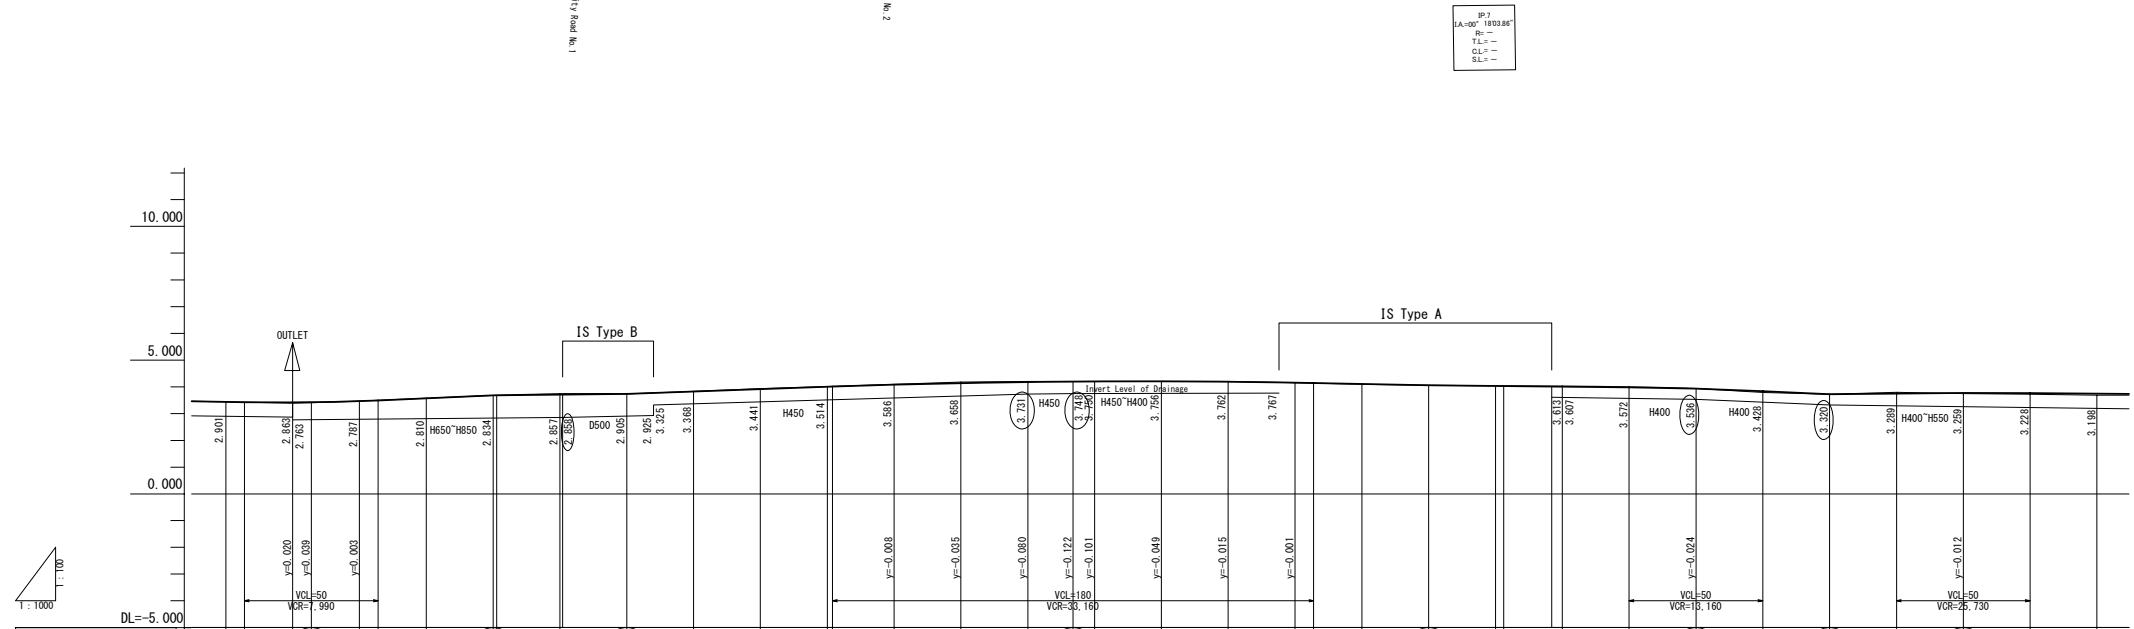 ity Road No.1
No.2
IP.7
I.A.=00° 18'03.86"
R= —
T.L.= —
C.L.= —
S.L.= —
10.000
5.000
0.000
DL=-5.000
1 : 100
1 : 1000
OUTLET
IS Type B
IS Type A
Invert Level of Drainage
2.901
2.863
2.763
2.787
2.810
H650~H850
2.834
2.857
2.858
D500
2.905
2.925
3.325
3.368
3.441
H450
3.514
3.586
3.658
3.731
H450
3.748
3.750
H450~H400
3.756
3.762
3.767
3.613
3.607
3.572
H400
3.536
H400
3.428
3.320
3.289
H400~H550
3.259
3.228
3.198
y=0.020
y=0.039
y=0.003
y=-0.008
y=-0.035
y=-0.080
y=-0.122
y=-0.101
y=-0.049
y=-0.015
y=-0.001
y=-0.024
y=-0.012
VCL=50
VCR=7,990
VCL=180
VCR=33,160
VCL=50
VCR=13,160
VCL=50
VCR=25,730